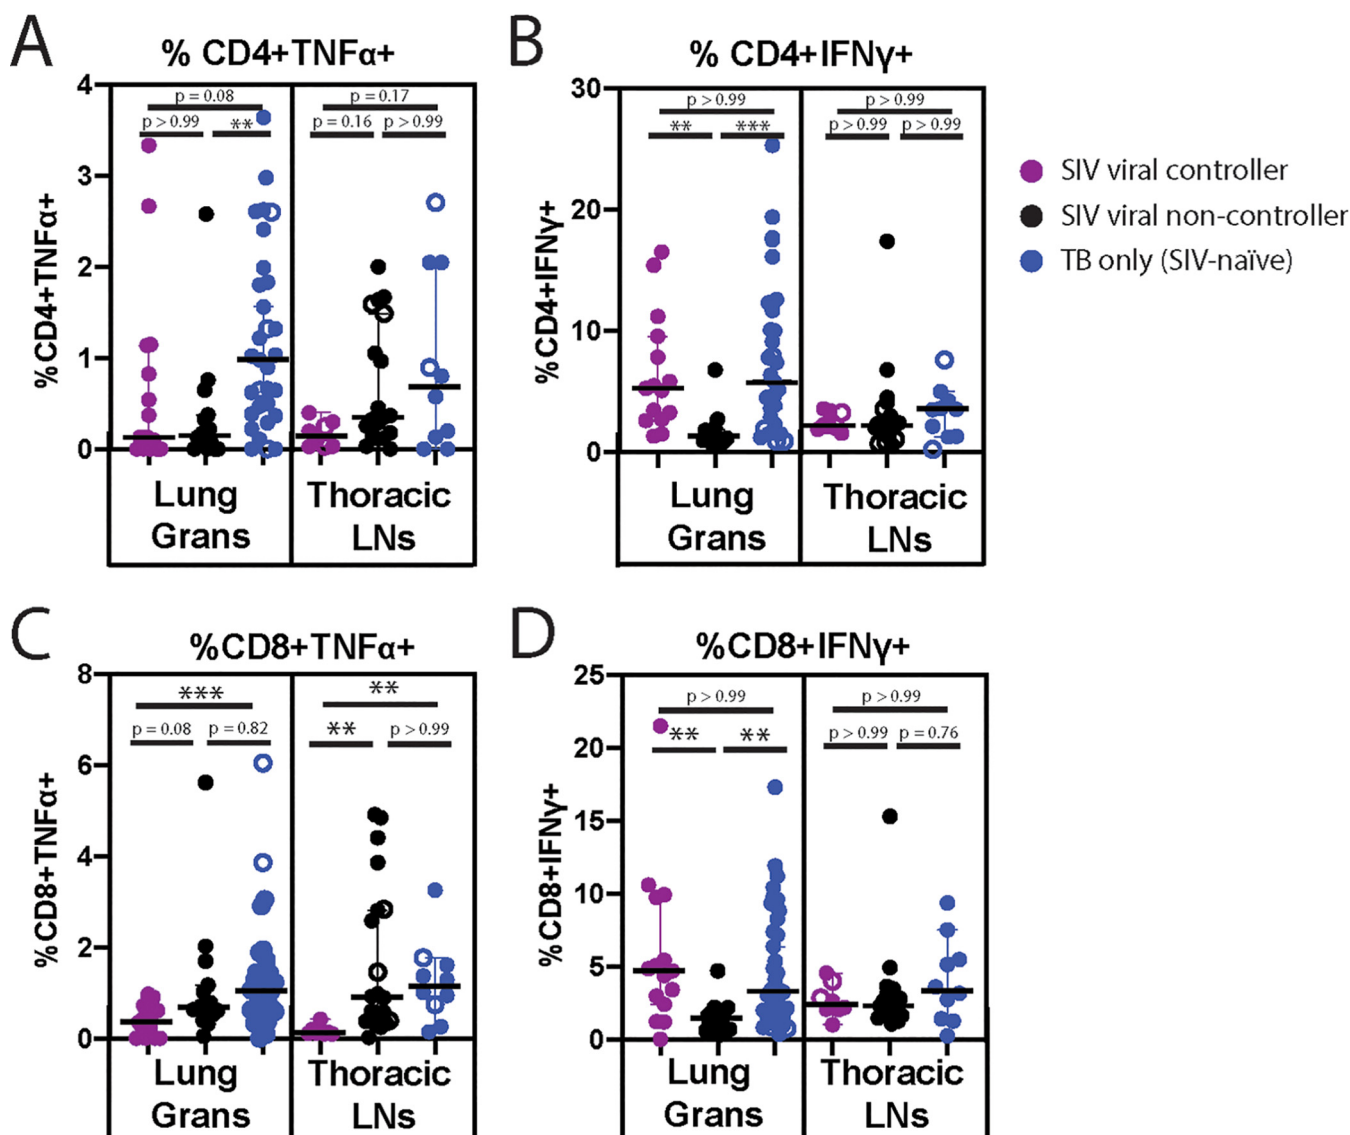 A
% CD4+TNFα+
%CD4+TNFα+
4
3
2
1
0
p = 0.08
p > 0.99
**
p = 0.17
p = 0.16
p > 0.99
Lung
Grans
Thoracic
LNs
B
% CD4+IFNγ+
%CD4+IFNγ+
30
20
10
0
p > 0.99
**
***
p > 0.99
p > 0.99
p > 0.99
Lung
Grans
Thoracic
LNs
SIV viral controller
SIV viral non-controller
TB only (SIV-naïve)
C
%CD8+TNFα+
%CD8+TNFα+
8
6
4
2
0
***
p = 0.08
p = 0.82
**
**
p > 0.99
Lung
Grans
Thoracic
LNs
D
%CD8+IFNγ+
%CD8+IFNγ+
25
20
15
10
5
0
p > 0.99
**
**
p > 0.99
p > 0.99
p = 0.76
Lung
Grans
Thoracic
LNs